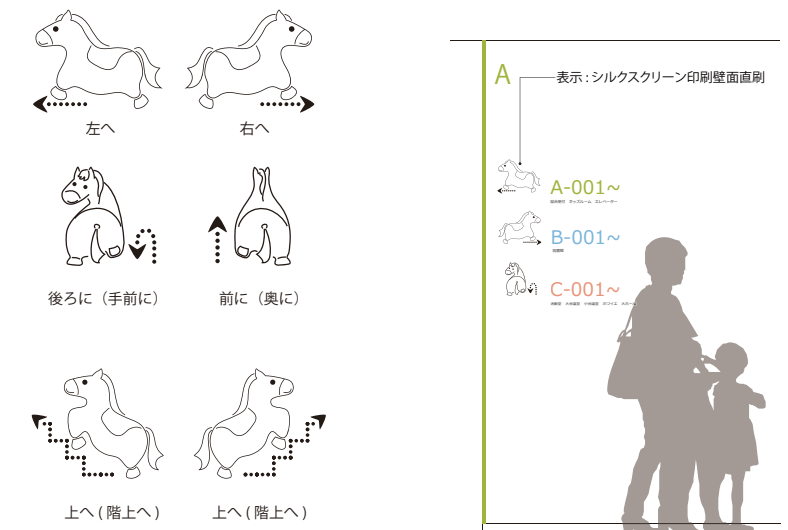 左へ
右へ
後ろに（手前に）
前に（奥に）
上へ ( 階上へ )
上へ ( 階上へ )
A
表示 : シルクスクリーン印刷壁面直刷
A-001~
B-001~
C-001~